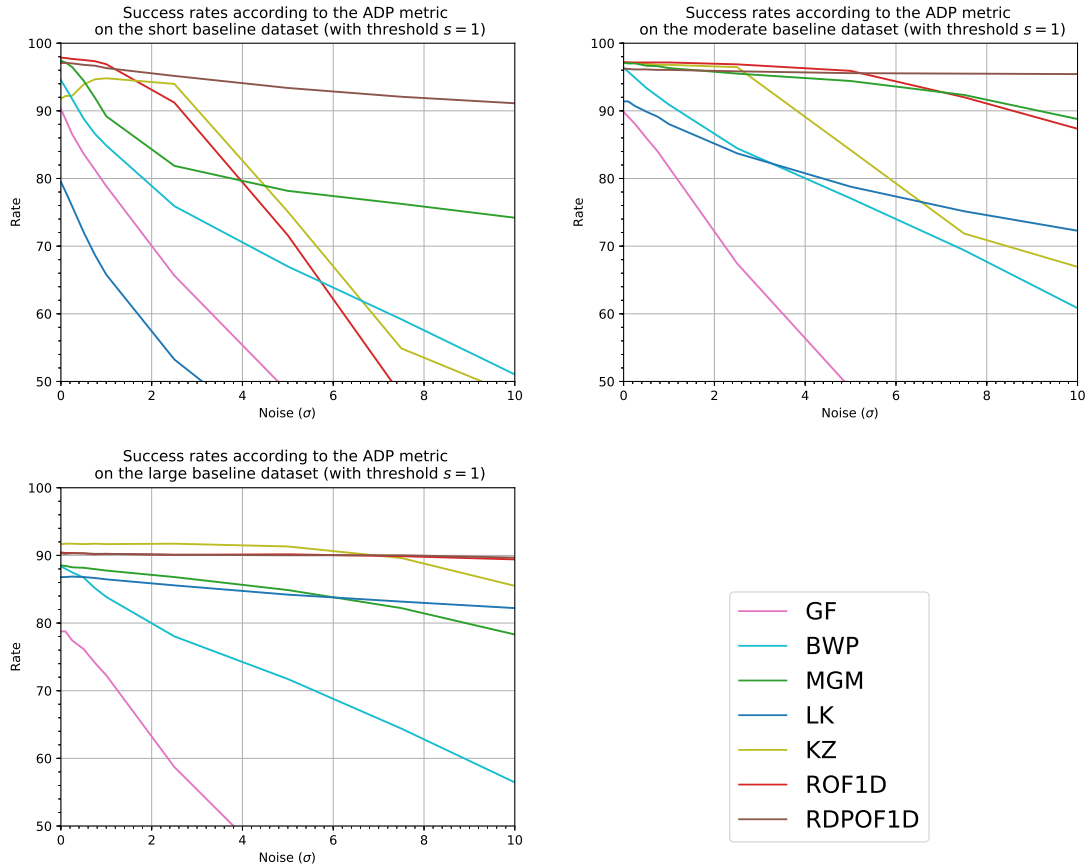 Success rates according to the ADP metric
on the short baseline dataset (with threshold s = 1)
100
90
80
70
60
50
Rate
0 2 4 6 8 10
Noise (σ)
Success rates according to the ADP metric
on the moderate baseline dataset (with threshold s = 1)
100
90
80
70
60
50
Rate
0 2 4 6 8 10
Noise (σ)
Success rates according to the ADP metric
on the large baseline dataset (with threshold s = 1)
100
90
80
70
60
50
Rate
0 2 4 6 8 10
Noise (σ)
GF
BWP
MGM
LK
KZ
ROF1D
RDPOF1D